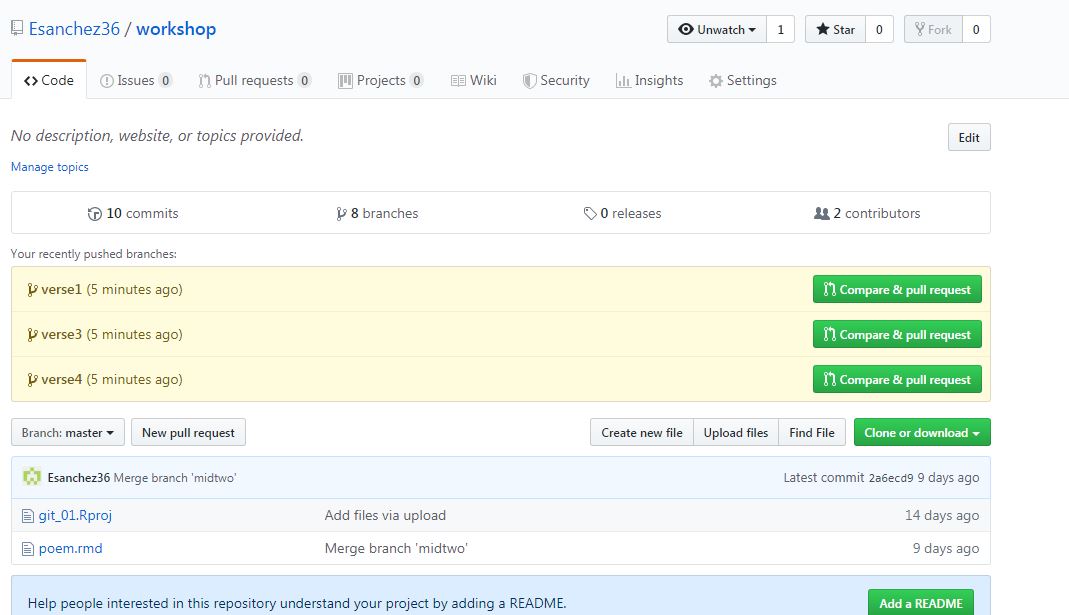 Esanchez36 / workshop Unwatch 1 Star 0 Fork 0
Code Issues 0 Pull requests 0 Projects 0 Wiki Security Insights Settings
No description, website, or topics provided. Edit
Manage topics
10 commits 8 branches 0 releases 2 contributors
Your recently pushed branches:
verse1 (5 minutes ago) Compare & pull request
verse3 (5 minutes ago) Compare & pull request
verse4 (5 minutes ago) Compare & pull request
Branch: master New pull request Create new file Upload files Find File Clone or download
Esanchez36 Merge branch 'midtwo' Latest commit 2a6ecd9 9 days ago
git_01.Rproj Add files via upload 14 days ago
poem.rmd Merge branch 'midtwo' 9 days ago
Help people interested in this repository understand your project by adding a README. Add a README